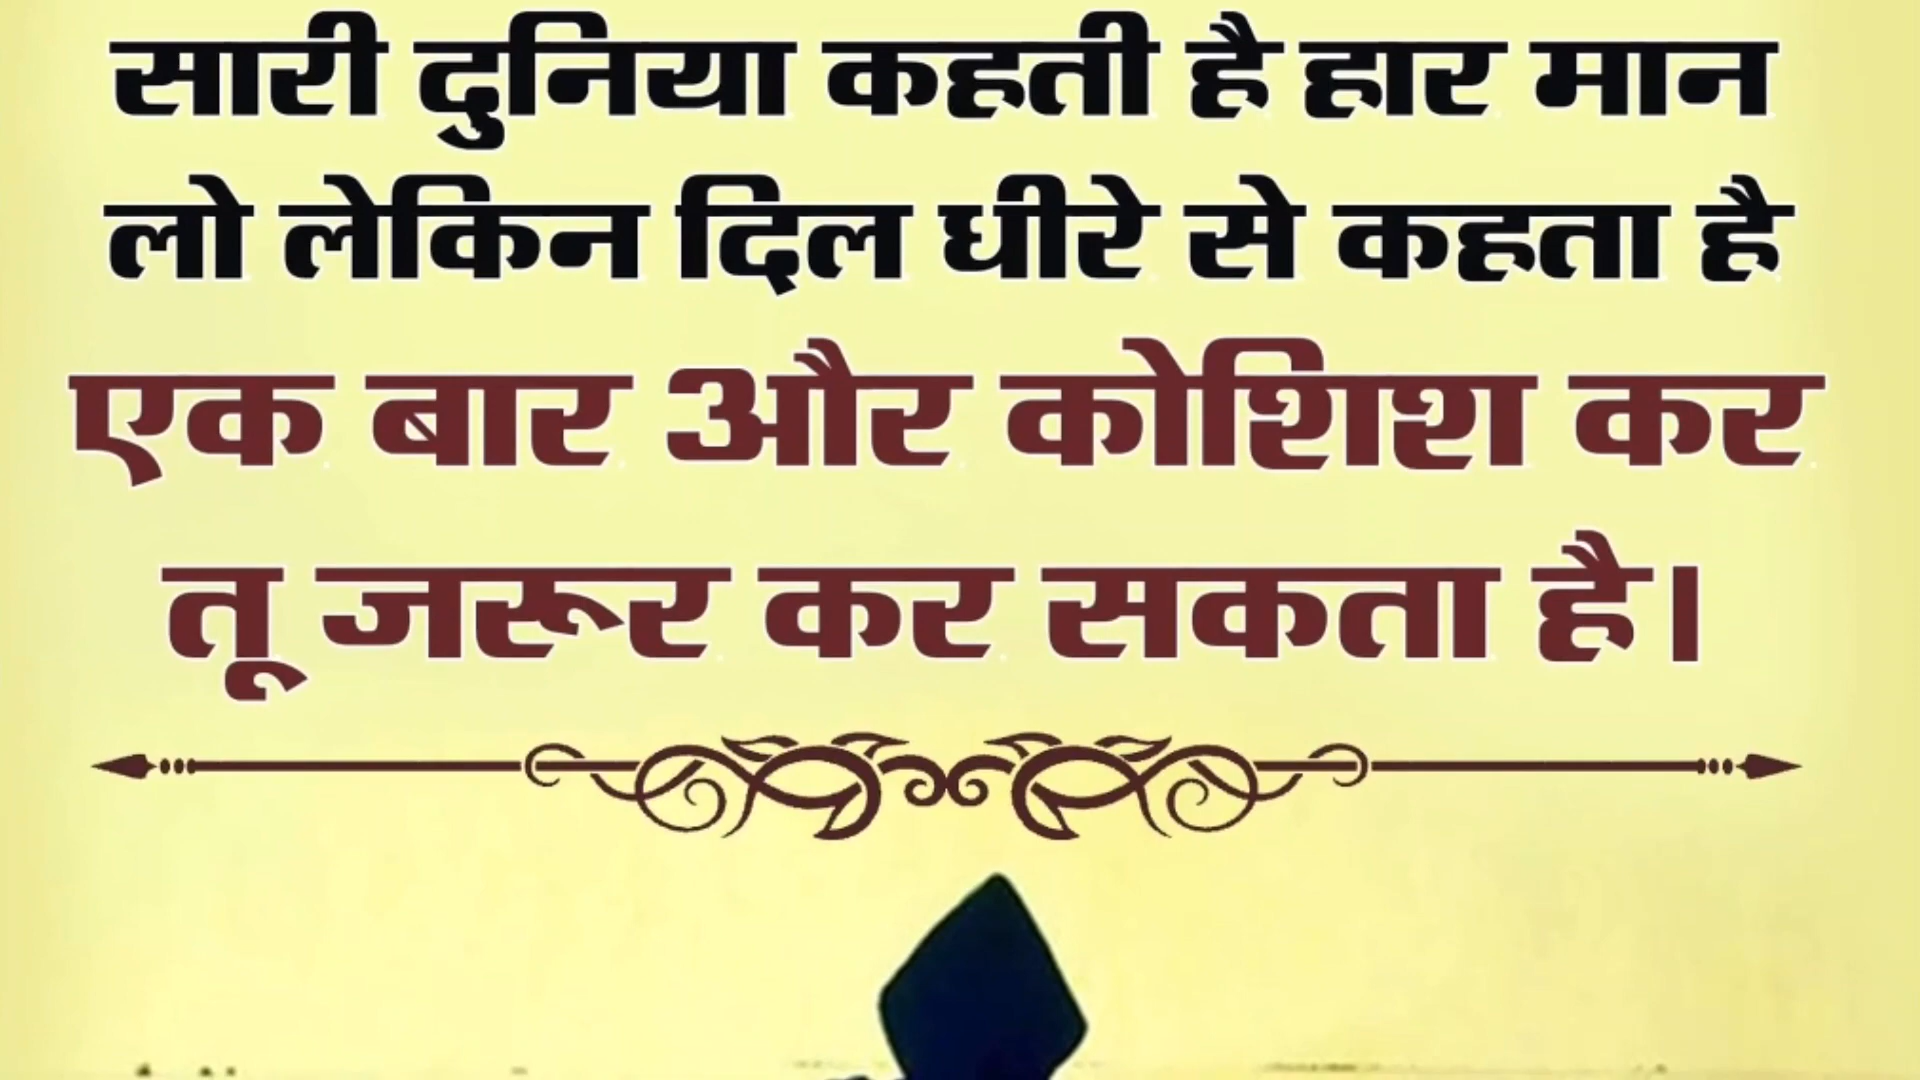 सारी दुनिया कहती है हार मान
लो लेकिन दिल धीरे से कहता है
एक बार और कोशिश कर
तू जरूर कर सकता है।